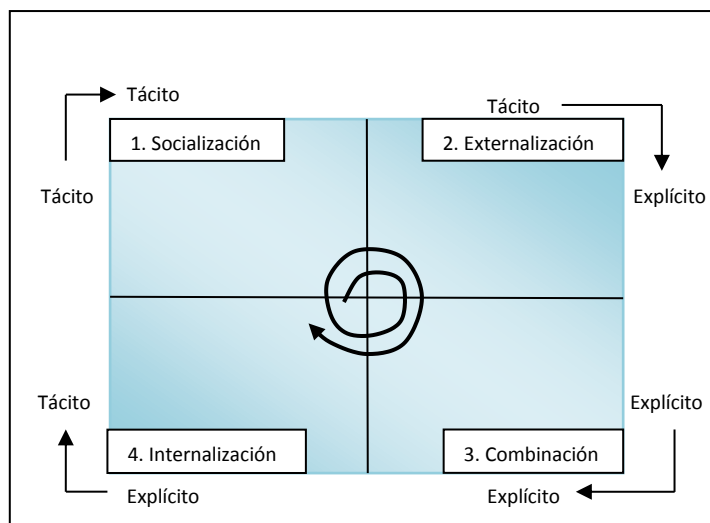 Tácito
Tácito
1. Socialización
2. Externalización
Tácito
Explícito
Tácito
Explícito
4. Internalización
3. Combinación
Explícito
Explícito